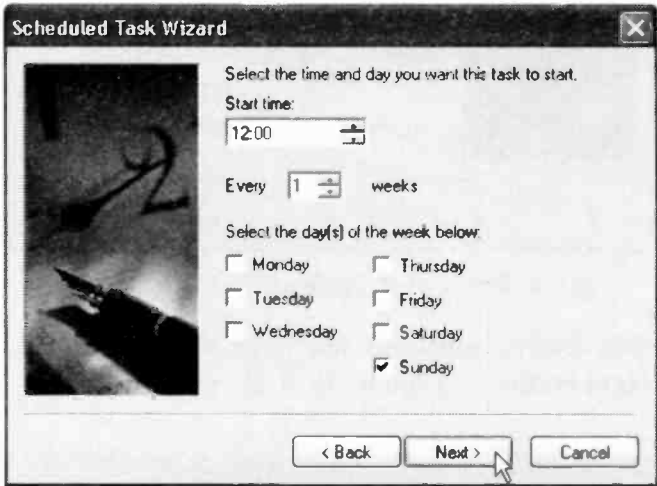 Scheduled Task Wizard
Select the time and day you want this task to start.
Start time:
12:00
Every 1 weeks
Select the day(s) of the week below:
Monday Thursday
Tuesday Friday
Wednesday Saturday
Sunday
< Back Next > Cancel